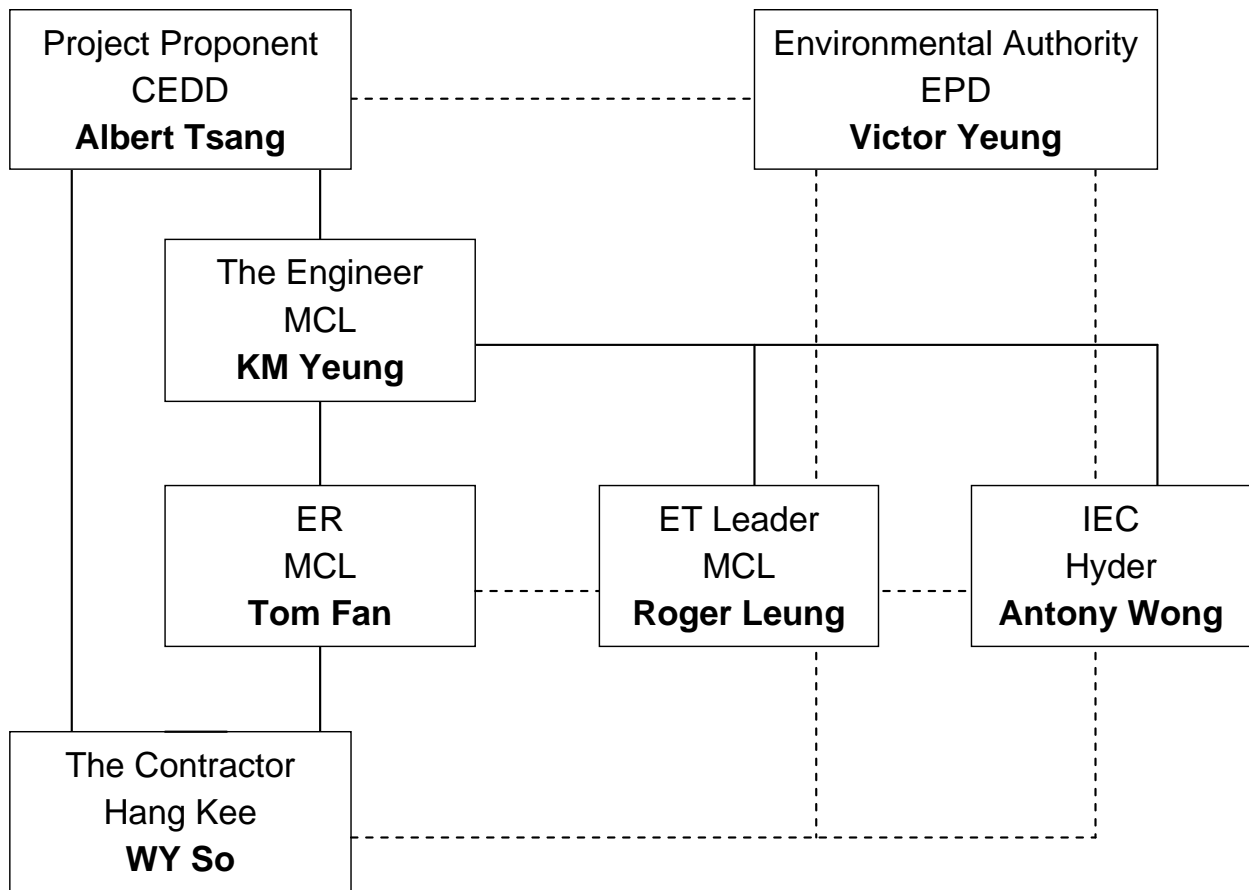 Project Proponent
CEDD
Albert Tsang
Environmental Authority
EPD
Victor Yeung
The Engineer
MCL
KM Yeung
ER
MCL
Tom Fan
ET Leader
MCL
Roger Leung
IEC
Hyder
Antony Wong
The Contractor
Hang Kee
WY So